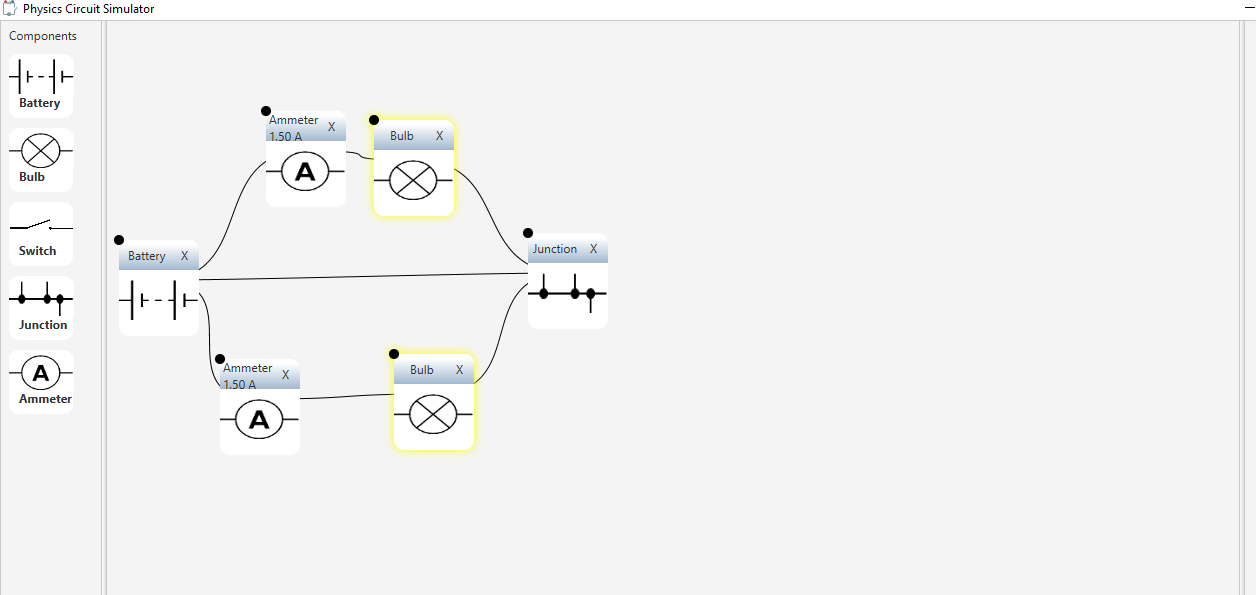 Physics Circuit Simulator
Components
Battery
Bulb
Switch
Junction
A
Ammeter
Ammeter
1.50 A
X
A
Bulb X
Battery X
Junction X
Ammeter
1.50 A
X
A
Bulb X